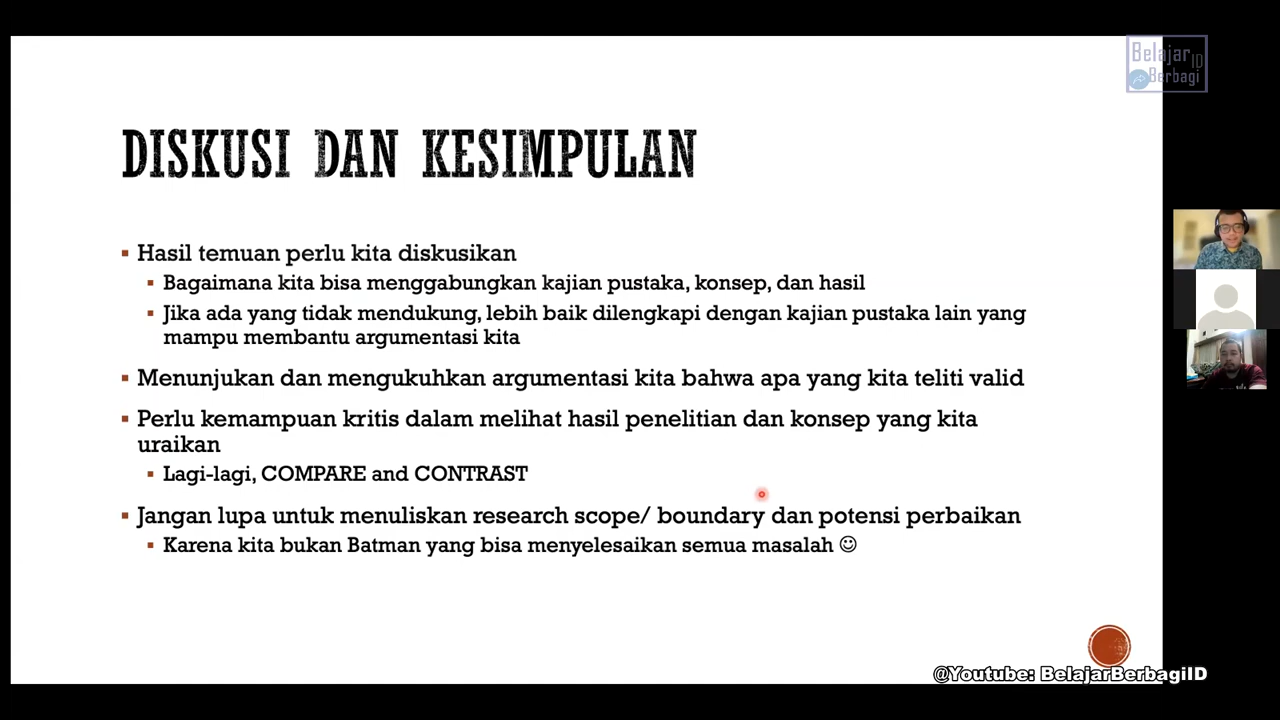 Belajar ID
Berbagi
DISKUSI DAN KESIMPULAN
Hasil temuan perlu kita diskusikan
Bagaimana kita bisa menggabungkan kajian pustaka, konsep, dan hasil
Jika ada yang tidak mendukung, lebih baik dilengkapi dengan kajian pustaka lain yang
mampu membantu argumentasi kita
Menunjukan dan mengukuhkan argumentasi kita bahwa apa yang kita teliti valid
Perlu kemampuan kritis dalam melihat hasil penelitian dan konsep yang kita
uraikan
Lagi-lagi, COMPARE and CONTRAST
Jangan lupa untuk menuliskan research scope/ boundary dan potensi perbaikan
Karena kita bukan Batman yang bisa menyelesaikan semua masalah ☺
@Youtube: BelajarBerbagiID